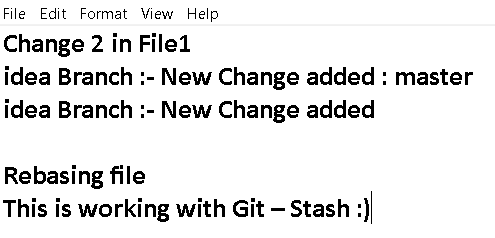 File Edit Format View Help
Change 2 in File1
idea Branch :- New Change added : master
idea Branch :- New Change added
Rebasing file
This is working with Git – Stash :)